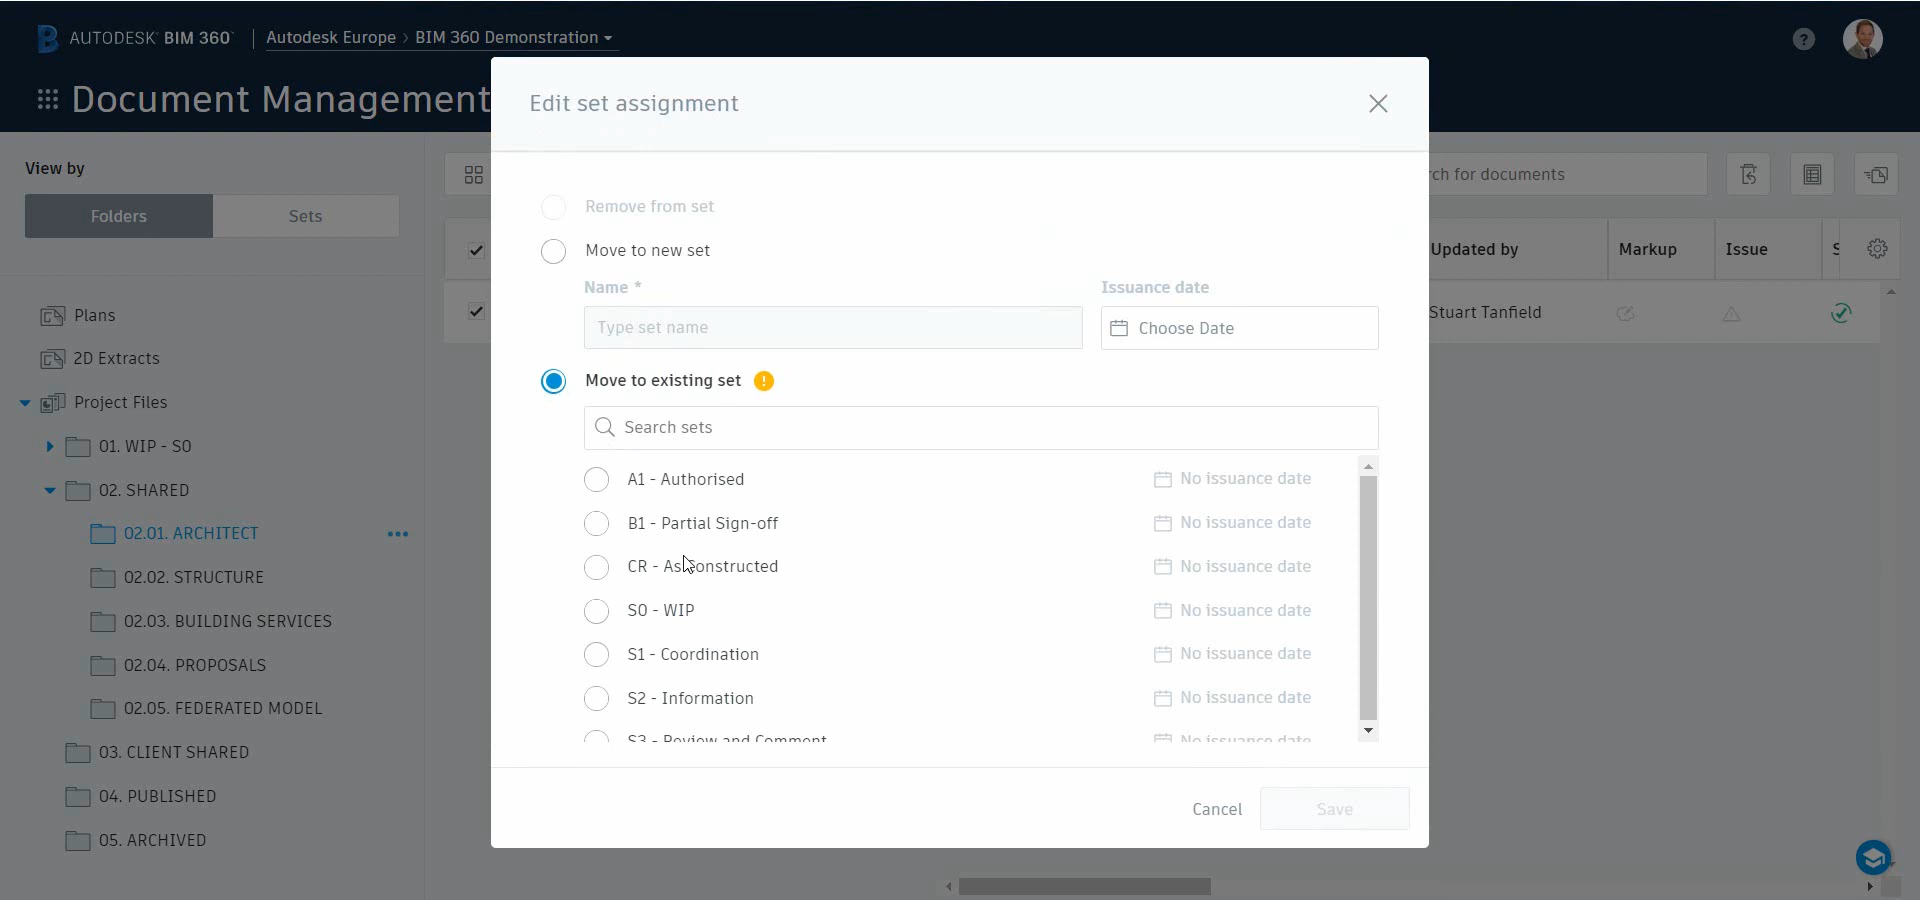 AUTODESK BIM 360 Autodesk Europe > BIM 360 Demonstration
?
Document Management
View by
Folders Sets
Plans
2D Extracts
Project Files
01. WIP - S0
02. SHARED
02.01. ARCHITECT
02.02. STRUCTURE
02.03. BUILDING SERVICES
02.04. PROPOSALS
02.05. FEDERATED MODEL
03. CLIENT SHARED
04. PUBLISHED
05. ARCHIVED
Edit set assignment
Remove from set
Move to new set
Name * Issuance date
Type set name Choose Date
Move to existing set !
Search sets
A1 - Authorised No issuance date
B1 - Partial Sign-off No issuance date
CR - As Constructed No issuance date
S0 - WIP No issuance date
S1 - Coordination No issuance date
S2 - Information No issuance date
S3 - Review and Comment No issuance date
Cancel Save
rch for documents
Updated by Markup Issue S
Stuart Tanfield